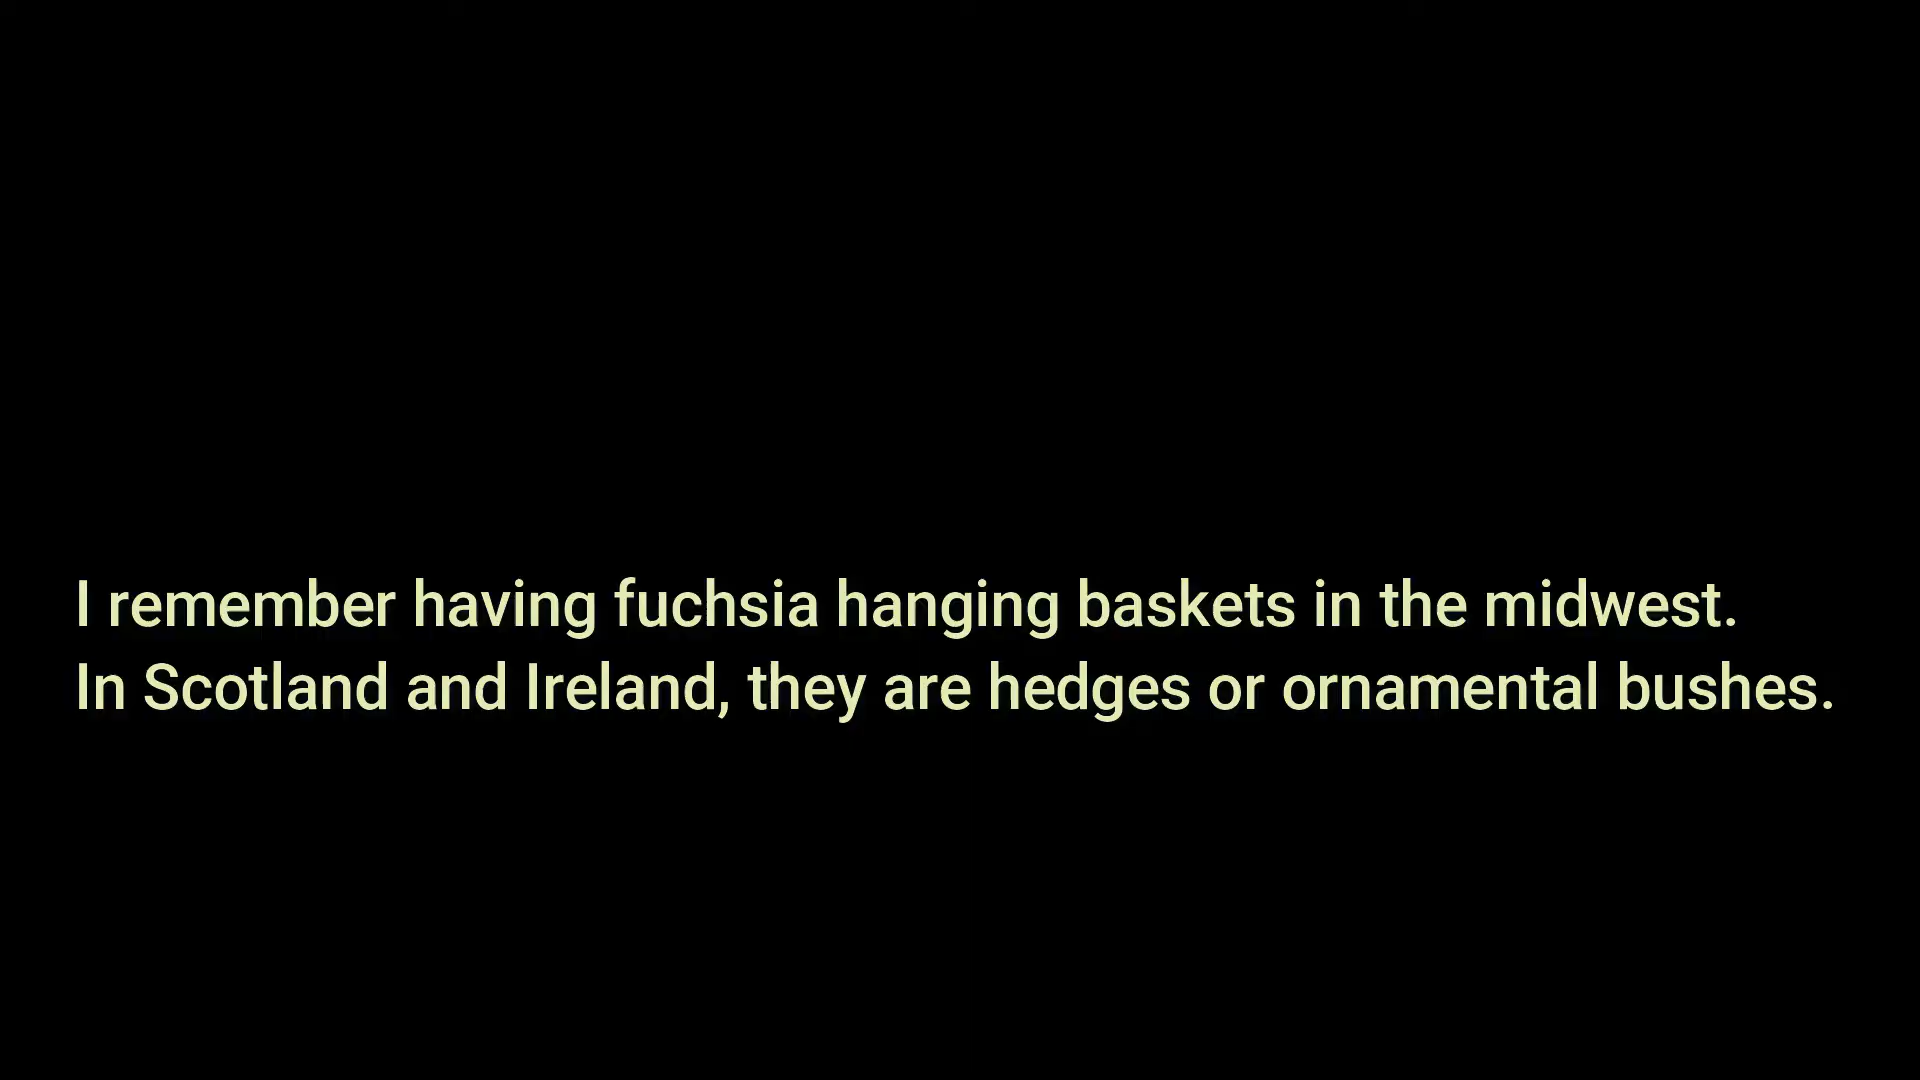 I remember having fuchsia hanging baskets in the midwest.
In Scotland and Ireland, they are hedges or ornamental bushes.